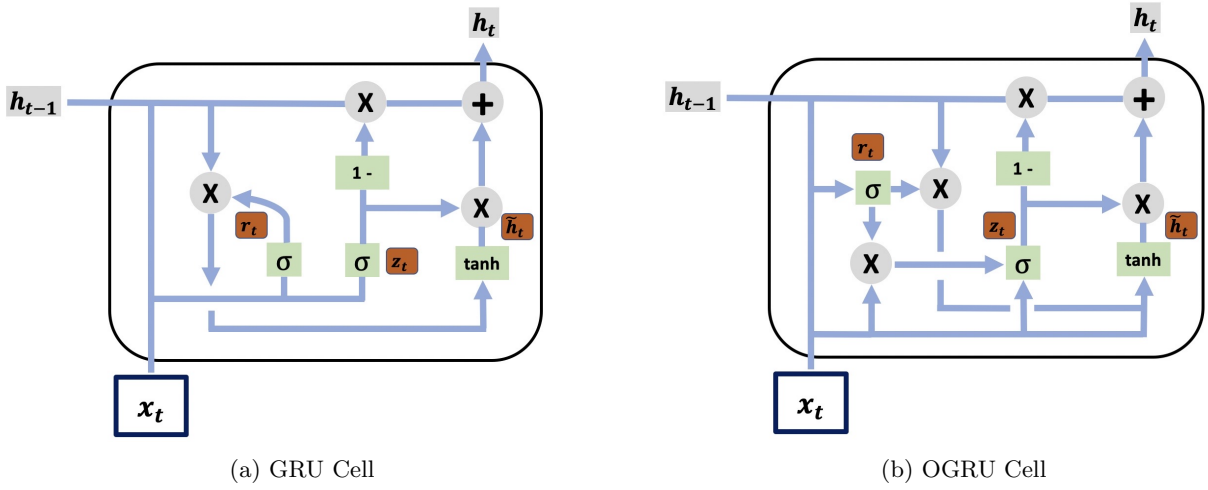 h_t
h_{t-1}
X
+
1 -
X
X
r_t
h̃_t
σ
σ
z_t
tanh
x_t
(a) GRU Cell
h_t
h_{t-1}
X
+
r_t
1 -
σ
X
X
z_t
h̃_t
X
σ
tanh
x_t
(b) OGRU Cell